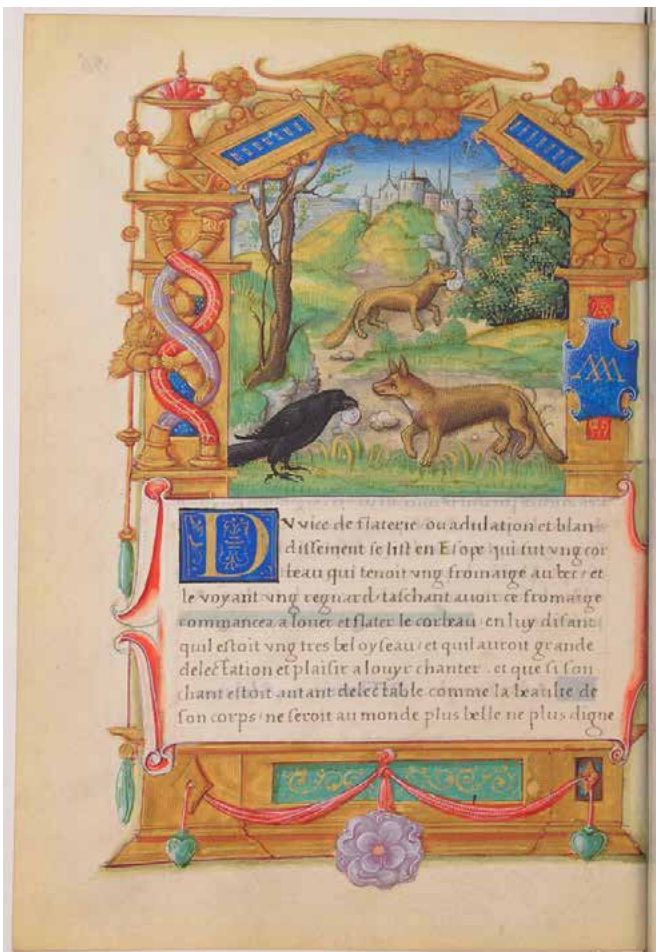 Du vice de flaterie ou adulation et blan
dissement se list en Esope qui fut vng cor
beau qui tenoit vng fromaige au bec et
le voyant vng regnard taschant avoir ce fromaige
commencea a louer et flater le corbeau en luy disant
quil estoit vng tres bel oyseau et quil auroit grande
delectation et plaisir a louyr chanter . et que si son
chant estoit autant delectable comme la beaulte de
son corps ne seroit au monde plus belle ne plus digne